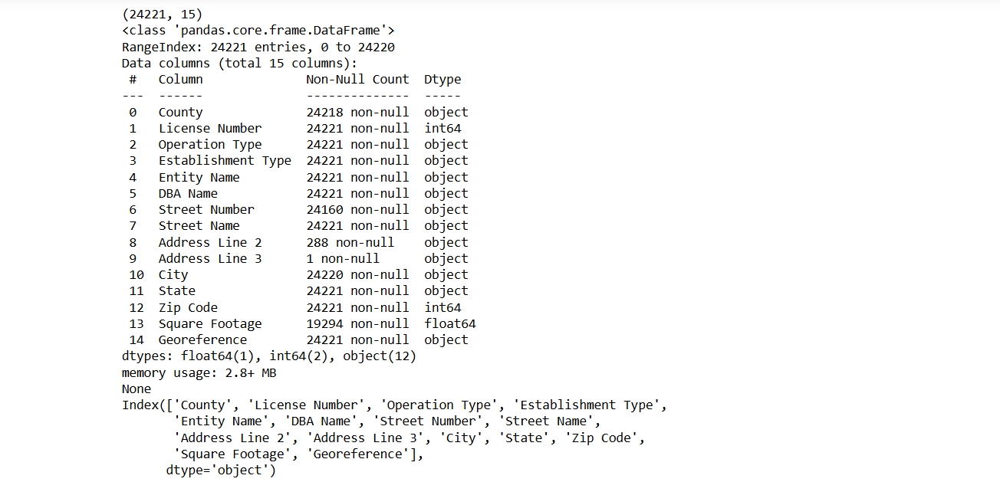 (24221, 15)
<class 'pandas.core.frame.DataFrame'>
RangeIndex: 24221 entries, 0 to 24220
Data columns (total 15 columns):
 #   Column              Non-Null Count  Dtype
---  ------              --------------  -----
 0   County              24218 non-null  object
 1   License Number      24221 non-null  int64
 2   Operation Type      24221 non-null  object
 3   Establishment Type  24221 non-null  object
 4   Entity Name         24221 non-null  object
 5   DBA Name            24221 non-null  object
 6   Street Number       24160 non-null  object
 7   Street Name         24221 non-null  object
 8   Address Line 2      288 non-null    object
 9   Address Line 3      1 non-null      object
 10  City                24220 non-null  object
 11  State               24221 non-null  object
 12  Zip Code            24221 non-null  int64
 13  Square Footage      19294 non-null  float64
 14  Georeference        24221 non-null  object
dtypes: float64(1), int64(2), object(12)
memory usage: 2.8+ MB
None
Index(['County', 'License Number', 'Operation Type', 'Establishment Type',
       'Entity Name', 'DBA Name', 'Street Number', 'Street Name',
       'Address Line 2', 'Address Line 3', 'City', 'State', 'Zip Code',
       'Square Footage', 'Georeference'],
      dtype='object')